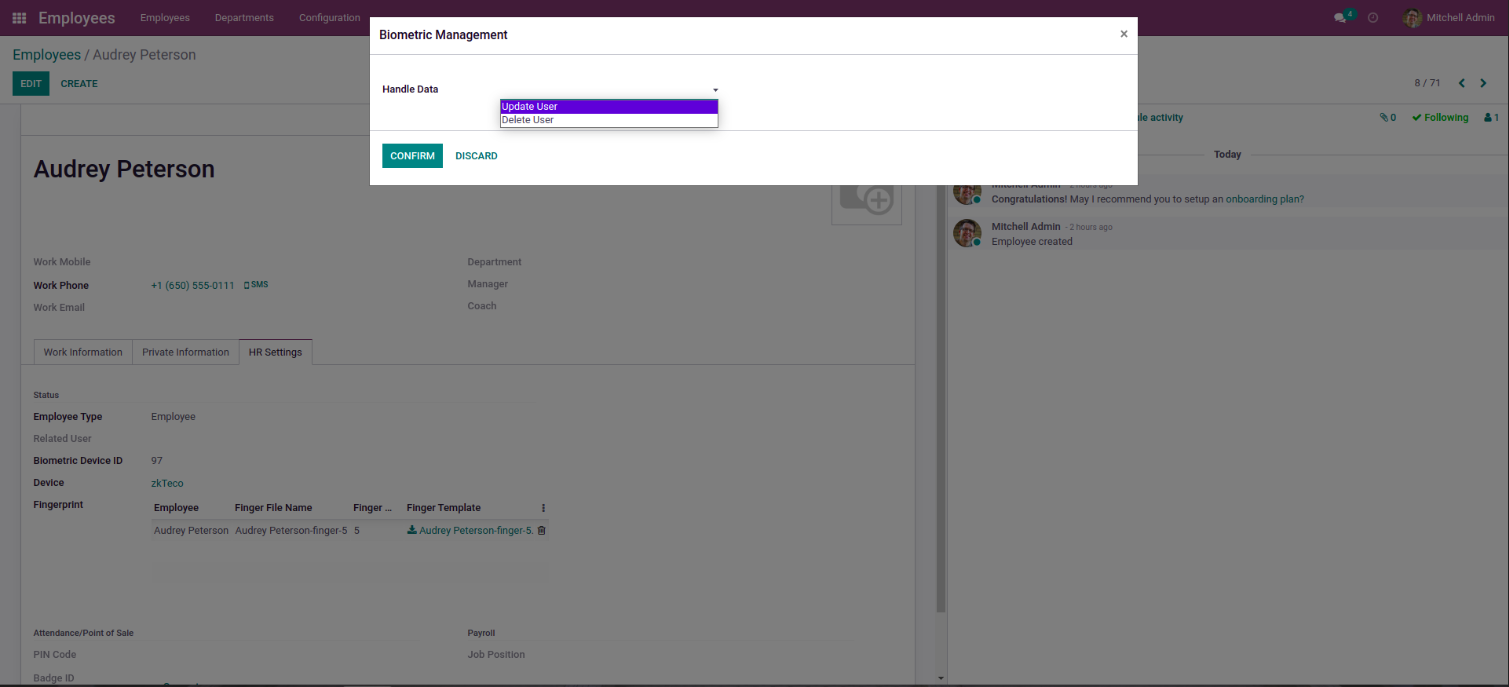 Employees Employees Departments Configuration 4 Mitchell Admin
Biometric Management ×
Employees / Audrey Peterson
EDIT CREATE 8 / 71
Handle Data
Update User
Delete User
CONFIRM DISCARD
activity 0 Following 1
Today
Audrey Peterson
Mitchell Admin - 2 hours ago
Congratulations! May I recommend you to setup an onboarding plan?
Mitchell Admin - 2 hours ago
Employee created
Work Mobile
Work Phone +1 (650) 555-0111 SMS
Work Email
Department
Manager
Coach
Work Information Private Information HR Settings
Status
Employee Type Employee
Related User
Biometric Device ID 97
Device zkTeco
Fingerprint
Employee Finger File Name Finger ... Finger Template
Audrey Peterson Audrey Peterson-finger-5 5 Audrey Peterson-finger-5.
Attendance/Point of Sale
PIN Code
Badge ID
Payroll
Job Position